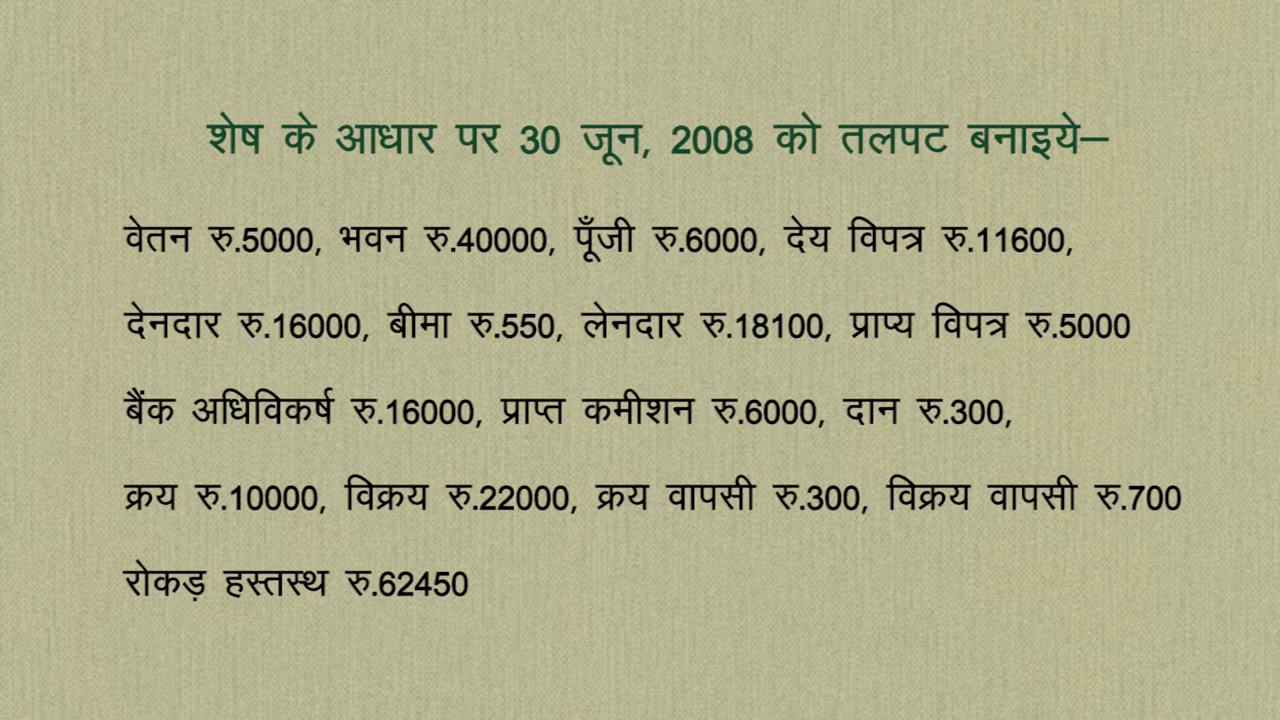 शेष के आधार पर 30 जून, 2008 को तलपट बनाइये–
वेतन रु.5000, भवन रु.40000, पूँजी रु.6000, देय विपत्र रु.11600,
देनदार रु.16000, बीमा रु.550, लेनदार रु.18100, प्राप्य विपत्र रु.5000
बैंक अधिविकर्ष रु.16000, प्राप्त कमीशन रु.6000, दान रु.300,
क्रय रु.10000, विक्रय रु.22000, क्रय वापसी रु.300, विक्रय वापसी रु.700
रोकड़ हस्तस्थ रु.62450